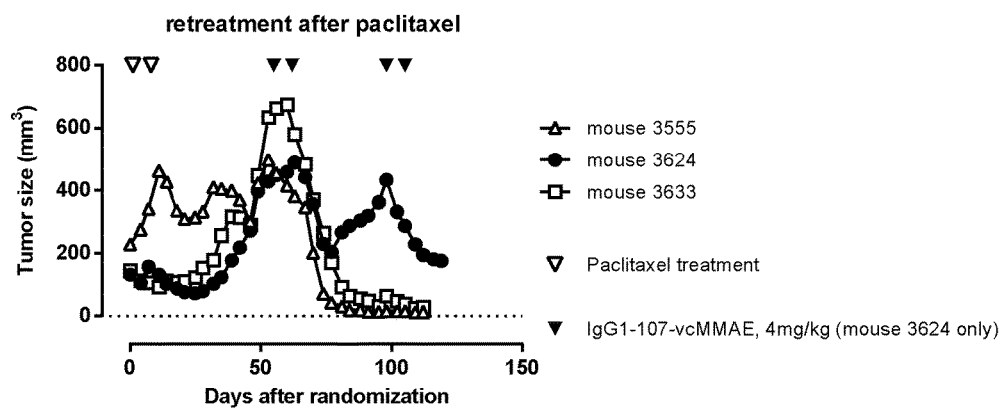 retreatment after paclitaxel
800
600
400
200
0
Tumor size (mm³)
0
50
100
150
Days after randomization
mouse 3555
mouse 3624
mouse 3633
Paclitaxel treatment
IgG1-107-vcMMAE, 4mg/kg (mouse 3624 only)